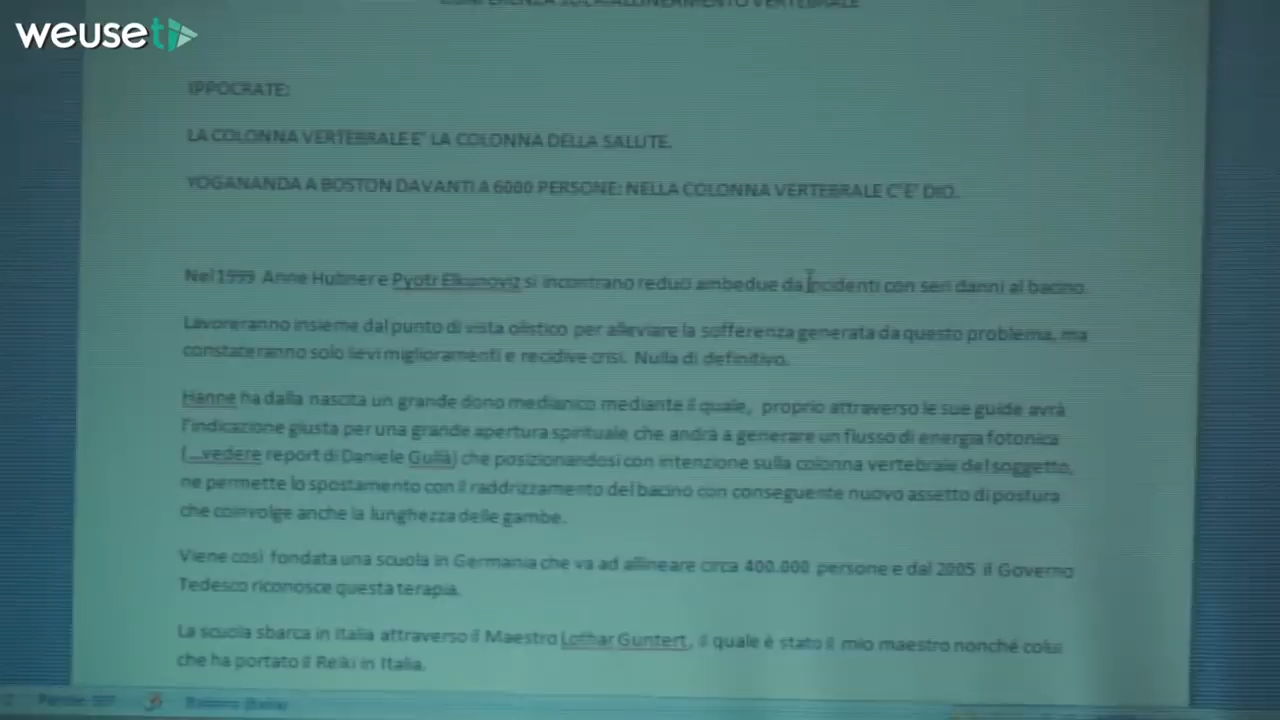 weusetv
CONFERENZA SULL'ALLINEAMENTO VERTEBRALE
IPPOCRATE:
LA COLONNA VERTEBRALE E' LA COLONNA DELLA SALUTE.
YOGANANDA A BOSTON DAVANTI A 6000 PERSONE: NELLA COLONNA VERTEBRALE C'E' DIO.
Nel 1999 Anne Hubner e Pyotr Elkunoviz si incontrano reduci ambedue da incidenti con seri danni al bacino.
Lavoreranno insieme dal punto di vista olistico per alleviare la sofferenza generata da questo problema, ma
constateranno solo lievi miglioramenti e recidive crisi. Nulla di definitivo.
Hanne ha dalla nascita un grande dono medianico mediante il quale, proprio attraverso le sue guide avrà
l'indicazione giusta per una grande apertura spirituale che andrà a generare un flusso di energia fotonica
(...vedere report di Daniele Gullà) che posizionandosi con intenzione sulla colonna vertebrale del soggetto,
ne permette lo spostamento con il raddrizzamento del bacino con conseguente nuovo assetto di postura
che coinvolge anche la lunghezza delle gambe.
Viene così fondata una scuola in Germania che va ad allineare circa 400.000 persone e dal 2005 il Governo
Tedesco riconosce questa terapia.
La scuola sbarca in Italia attraverso il Maestro Lothar Guntert, il quale è stato il mio maestro nonché colui
che ha portato il Reiki in Italia.
Italiano (Italia)